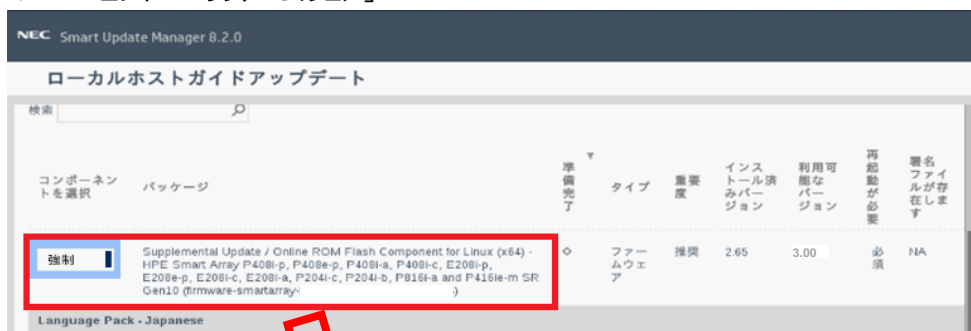 NEC Smart Update Manager 8.2.0
ローカルホストガイドアップデート
検索
コンポーネン
トを選択
パッケージ
準備完了
タイプ
重要
度
インス
トール済
みバー
ジョン
利用可
能な
バー
ジョン
再起動が必要
署名
ファイ
ルが存
在しま
す
強制
Supplemental Update / Online ROM Flash Component for Linux (x64) -
HPE Smart Array P408i-p, P408e-p, P408i-a, P408i-c, E208i-p,
E208e-p, E208i-c, E208i-a, P204i-c, P204i-b, P816i-a and P416ie-m SR
Gen10 (firmware-smartarray- )
ファー
ムウェ
ア
推奨
2.65
3.00
必須
NA
Language Pack - Japanese